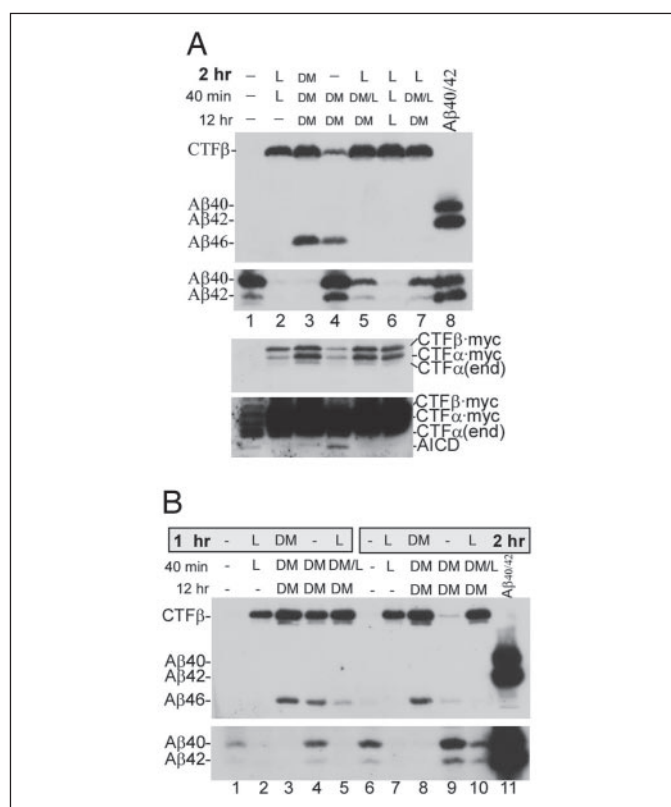 A
2 hr – L DM – L L L Aβ40/42
40 min – L DM DM DM/L L DM/L
12 hr – – DM DM DM L DM
CTFβ-
Aβ40-
Aβ42-
Aβ46-
Aβ40-
Aβ42-
1 2 3 4 5 6 7 8
CTFβ·myc
CTFα·myc
CTFα(end)
CTFβ·myc
CTFα·myc
CTFα(end)
AICD
B
1 hr - L DM - L - L DM - L 2 hr
40 min - L DM DM DM/L - L DM DM DM/L Aβ40/42
12 hr - - DM DM DM - - DM DM DM
CTFβ-
Aβ40-
Aβ42-
Aβ46-
Aβ40-
Aβ42-
1 2 3 4 5 6 7 8 9 10 11